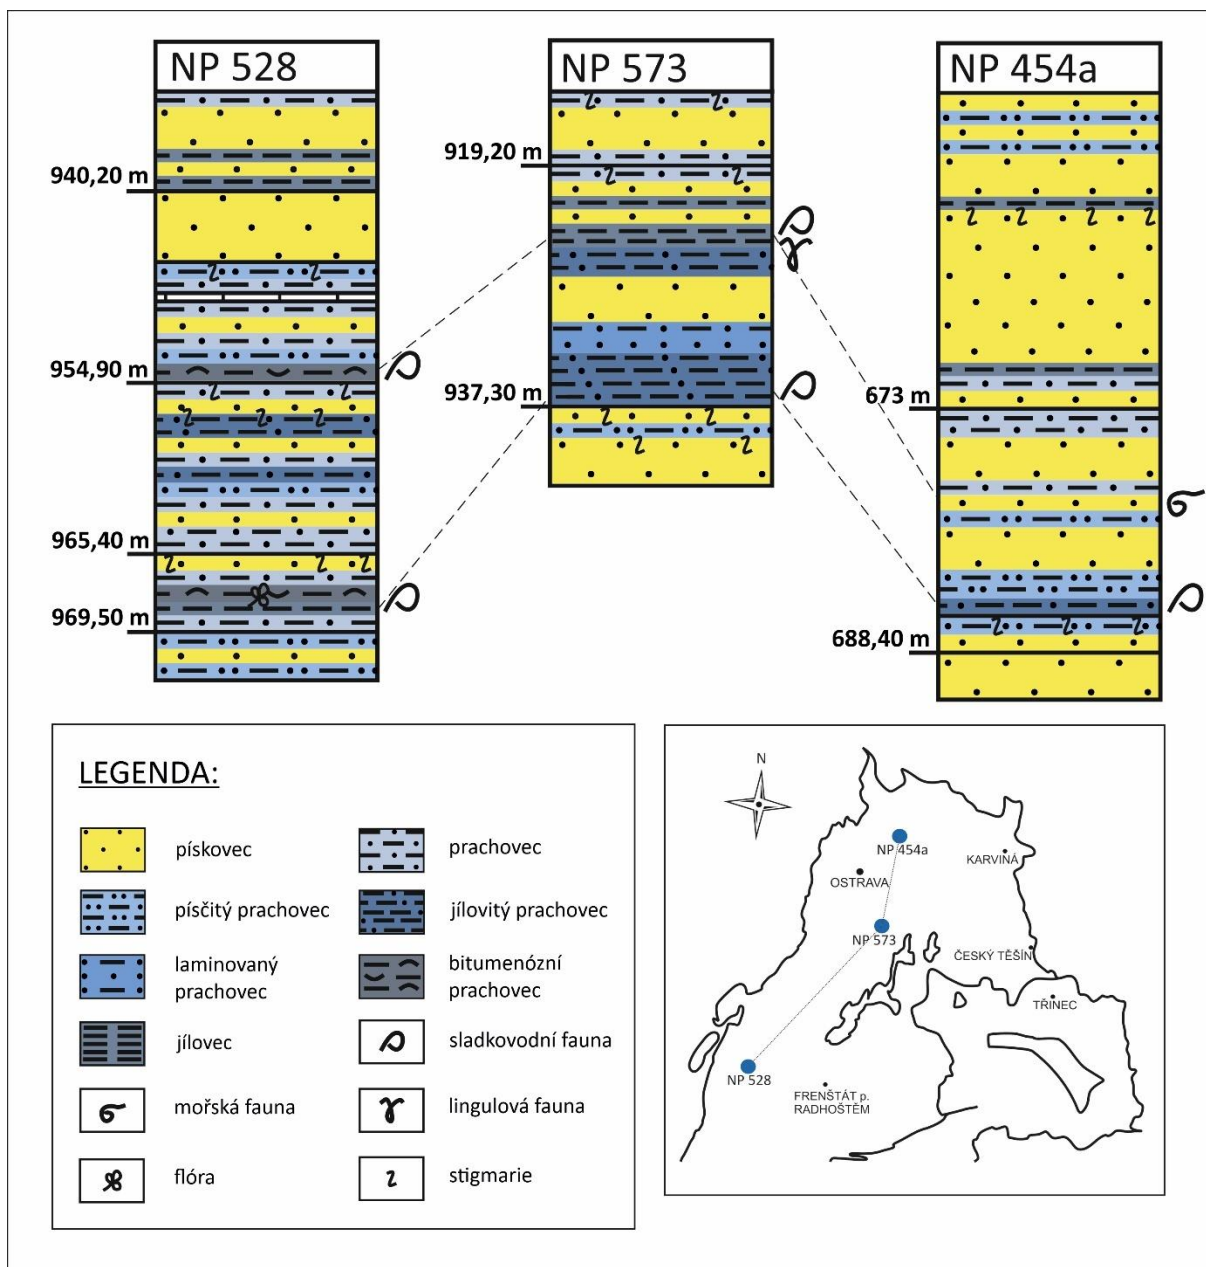 NP 528
940,20 m
954,90 m
965,40 m
969,50 m
NP 573
919,20 m
937,30 m
NP 454a
673 m
688,40 m
LEGENDA:
pískovec
písčitý prachovec
laminovaný
prachovec
jílovec
mořská fauna
flóra
prachovec
jílovitý prachovec
bitumenózní
prachovec
sladkovodní fauna
lingulová fauna
stigmarie
N
NP 454a
KARVINÁ
OSTRAVA
NP 573
ČESKÝ TĚŠÍN
TŘINEC
NP 528
FRENŠTÁT p.
RADHOŠTĚM